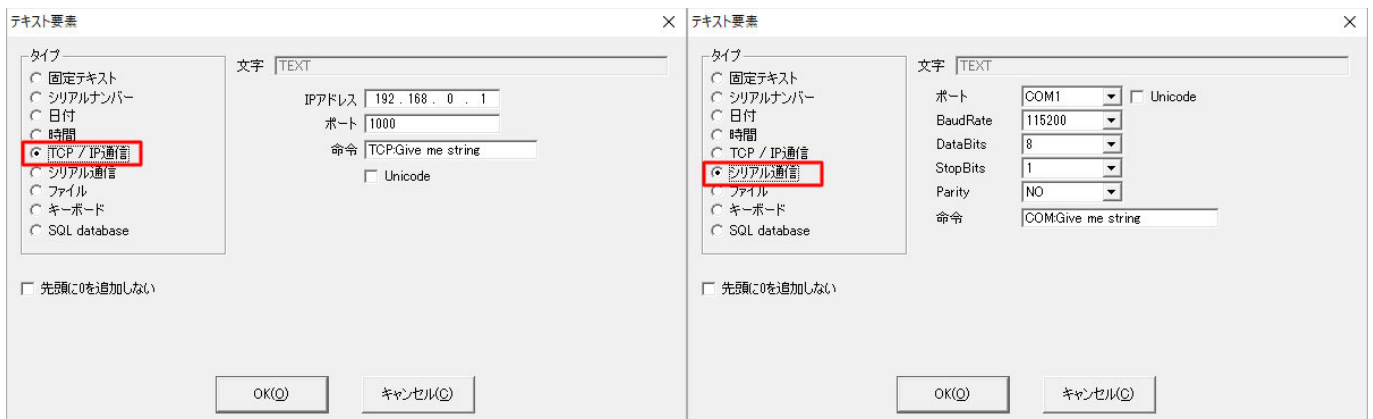 テキスト要素
タイプ
固定テキスト
シリアルナンバー
日付
時間
TCP / IP通信
シリアル通信
ファイル
キーボード
SQL database
文字 TEXT
IPアドレス 192 . 168 . 0 . 1
ポート 1000
命令 TCP:Give me string
Unicode
先頭に0を追加しない
OK(O) キャンセル(C)
テキスト要素
タイプ
固定テキスト
シリアルナンバー
日付
時間
TCP / IP通信
シリアル通信
ファイル
キーボード
SQL database
文字 TEXT
ポート COM1 Unicode
BaudRate 115200
DataBits 8
StopBits 1
Parity NO
命令 COM:Give me string
先頭に0を追加しない
OK(O) キャンセル(C)